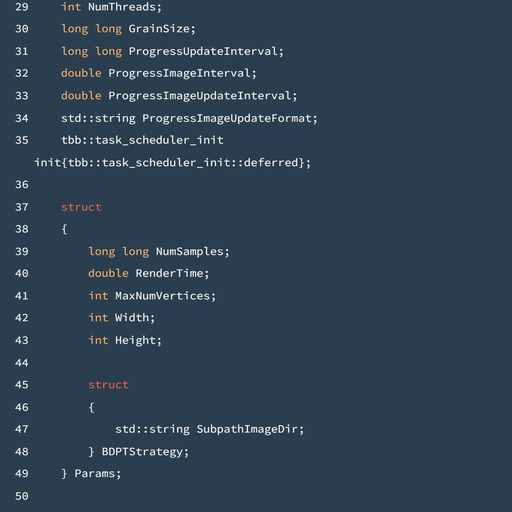 29 int NumThreads;
30 long long GrainSize;
31 long long ProgressUpdateInterval;
32 double ProgressImageInterval;
33 double ProgressImageUpdateInterval;
34 std::string ProgressImageUpdateFormat;
35 tbb::task_scheduler_init
init{tbb::task_scheduler_init::deferred};
36
37 struct
38 {
39 long long NumSamples;
40 double RenderTime;
41 int MaxNumVertices;
42 int Width;
43 int Height;
44
45 struct
46 {
47 std::string SubpathImageDir;
48 } BDPTStrategy;
49 } Params;
50